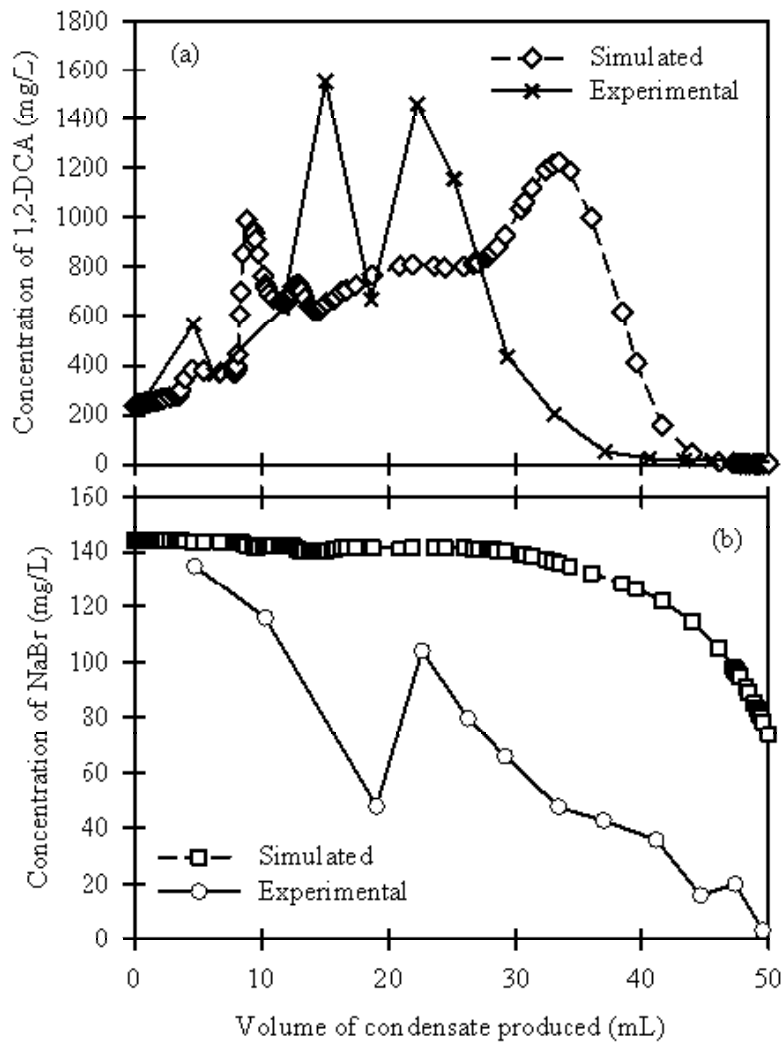 1800
1600
1400
1200
1000
800
600
400
200
0
Concentration of 1,2-DCA (mg/L)
(a)
Simulated
Experimental
160
140
120
100
80
60
40
20
0
Concentration of NaBr (mg/L)
(b)
Simulated
Experimental
0 10 20 30 40 50
Volume of condensate produced (mL)